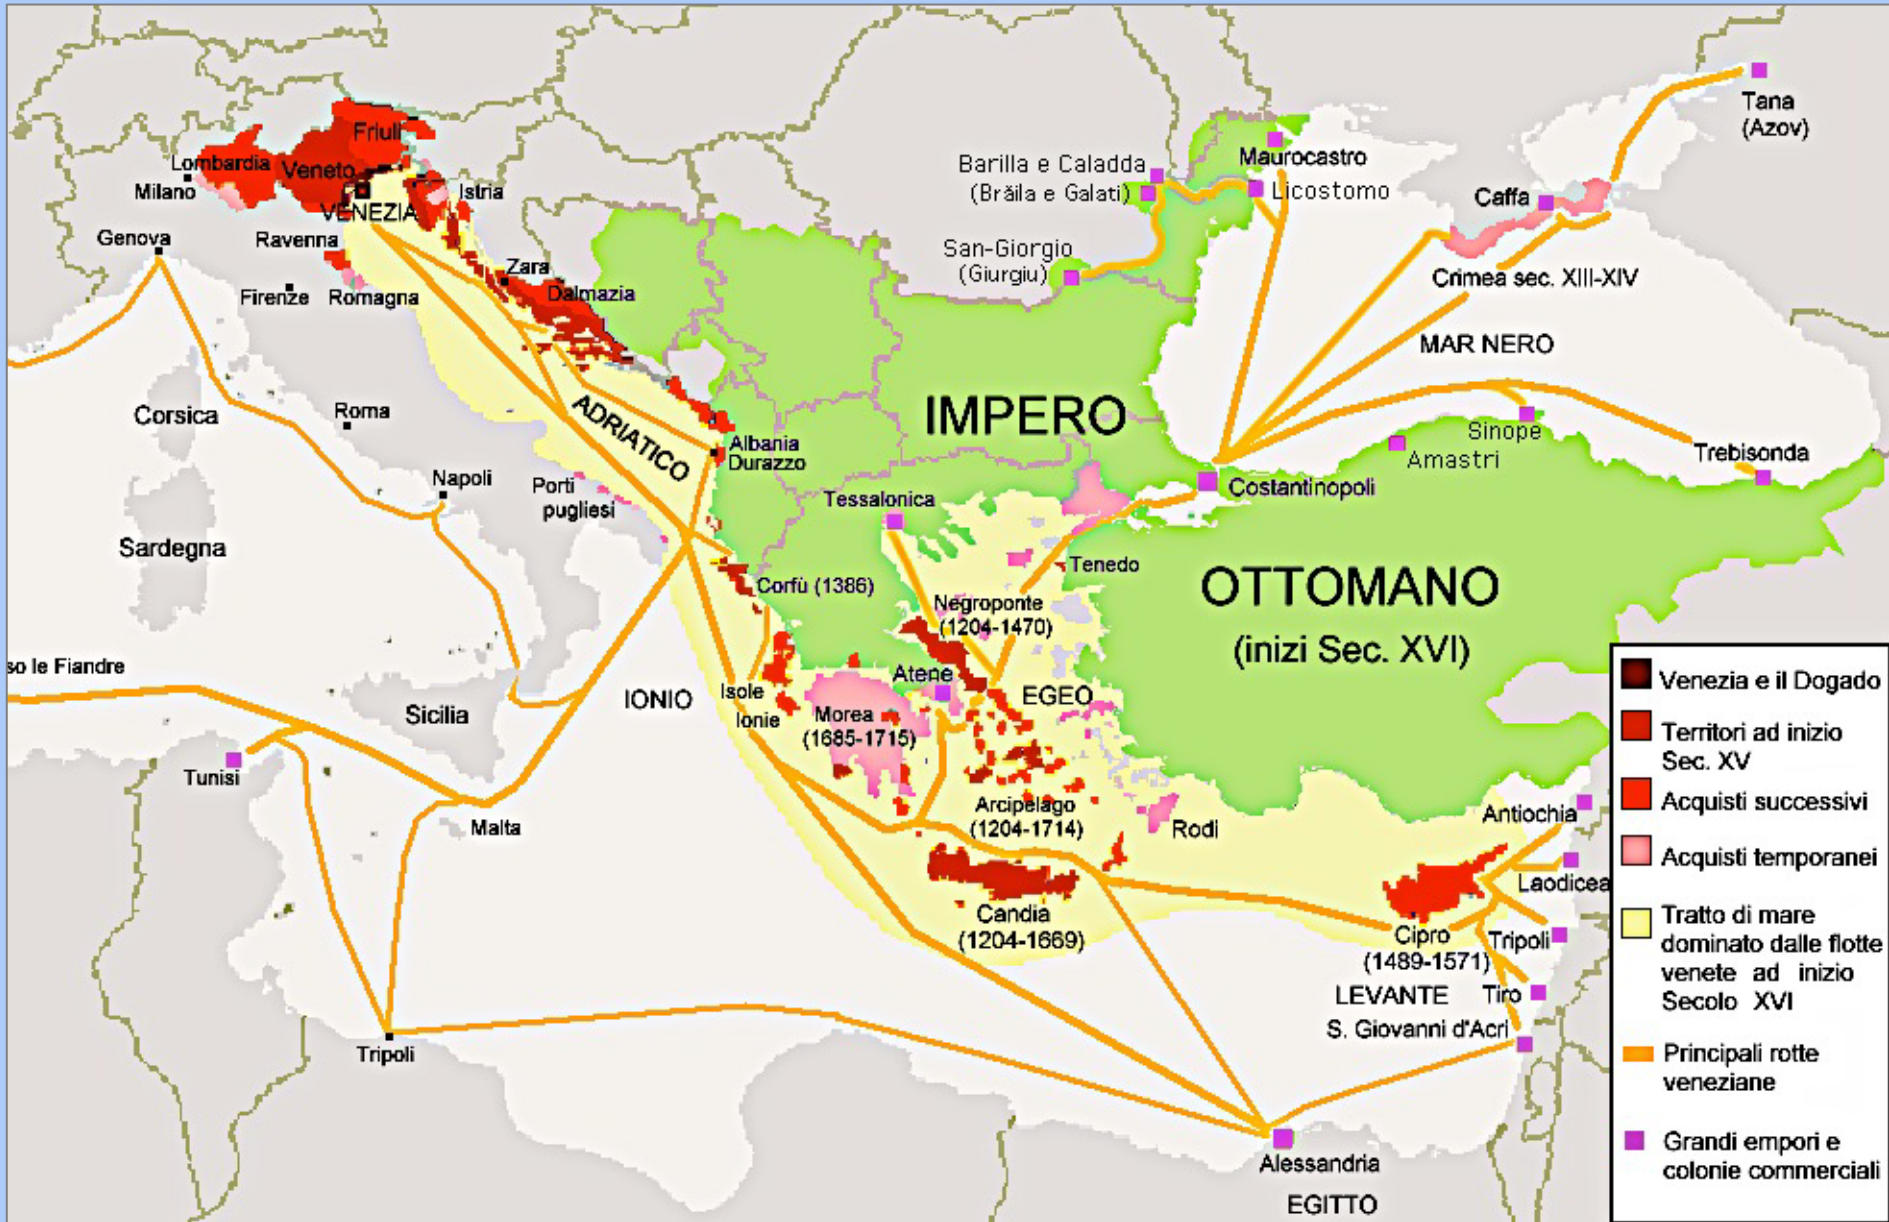 Friuli
Lombardia
Veneto
Milano
VENEZIA
Istria
Genova
Ravenna
Firenze
Romagna
Zara
Dalmazia
Corsica
Roma
ADRIATICO
Albania
Durazzo
Napoli
Porti
pugliesi
Sardegna
Barilla e Caladda
(Brăila e Galati)
San-Giorgio
(Giurgiu)
Maurocastro
Licostomo
Tana
(Azov)
Caffa
Crimea sec. XIII-XIV
MAR NERO
IMPERO
Sinope
Amastri
Trebisonda
Costantinopoli
Tessalonica
Tenedo
OTTOMANO
(inizi Sec. XVI)
Corfù (1386)
Negroponte
(1204-1470)
Atene
EGEO
so le Fiandre
Sicilia
IONIO
Isole
Ionie
Morea
(1685-1715)
Tunisi
Malta
Arcipelago
(1204-1714)
Rodi
Candia
(1204-1669)
Antiochia
Laodicea
Cipro
(1489-1571)
Tripoli
LEVANTE
Tiro
S. Giovanni d'Acri
Tripoli
Alessandria
EGITTO
Venezia e il Dogado
Territori ad inizio
Sec. XV
Acquisti successivi
Acquisti temporanei
Tratto di mare
dominato dalle flotte
venete ad inizio
Secolo XVI
Principali rotte
veneziane
Grandi empori e
colonie commerciali